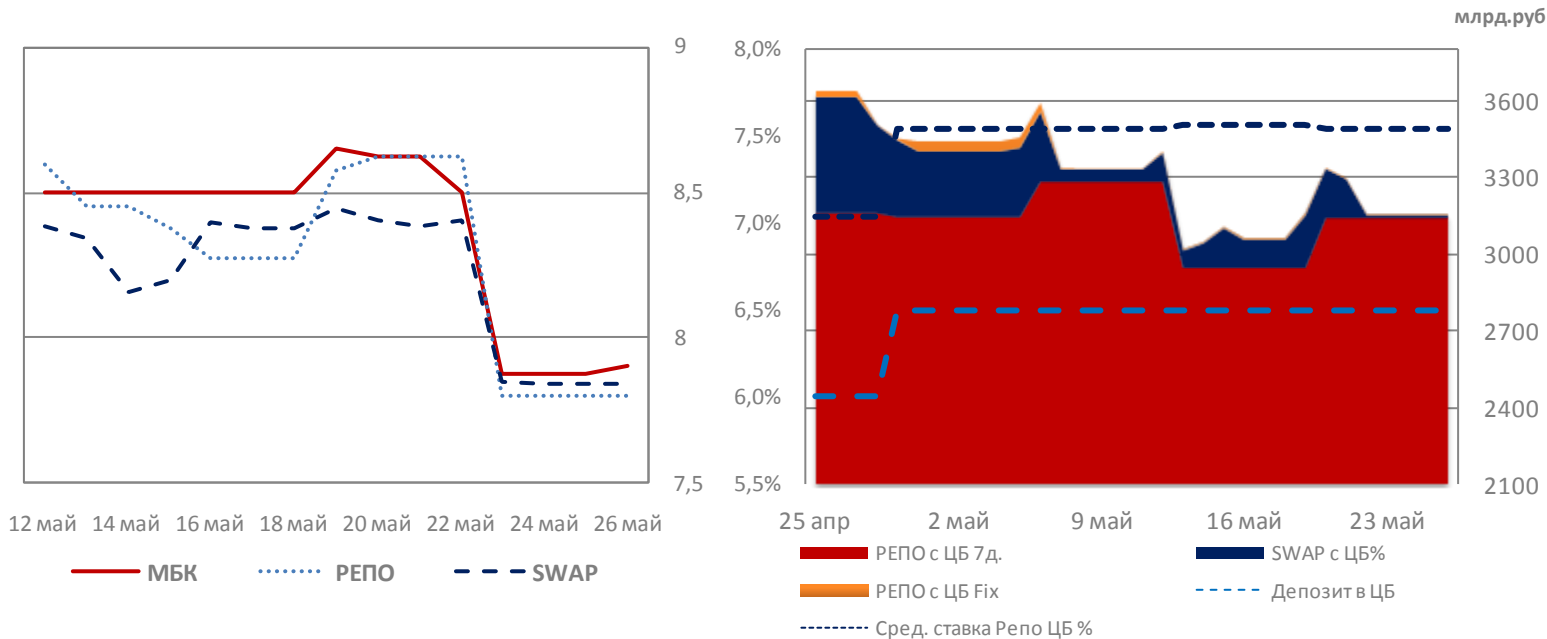 9
8,5
8
7,5
12 май 14 май 16 май 18 май 20 май 22 май 24 май 26 май
МБК РЕПО SWAP
млрд.руб
8,0%
7,5%
7,0%
6,5%
6,0%
5,5%
3600
3300
3000
2700
2400
2100
25 апр 2 май 9 май 16 май 23 май
РЕПО с ЦБ 7д. SWAP с ЦБ%
РЕПО с ЦБ Fix Депозит в ЦБ
Сред. ставка Репо ЦБ %